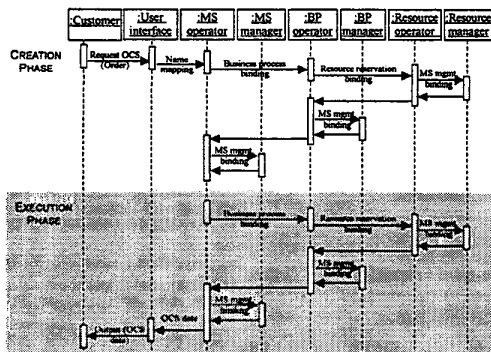 :Customer
:User interface
:MS operator
:MS manager
:BP operator
:BP manager
:Resource operator
:Resource manager
CREATION PHASE
Request OCS (Order)
Name mapping
Business process binding
Resource reservation binding
MS mgmt binding
MS mgmt binding
MS mgmt binding
EXECUTION PHASE
Business process binding
Resource reservation binding
MS mgmt binding
MS mgmt binding
MS mgmt binding
OCS data
Output (OCS data)